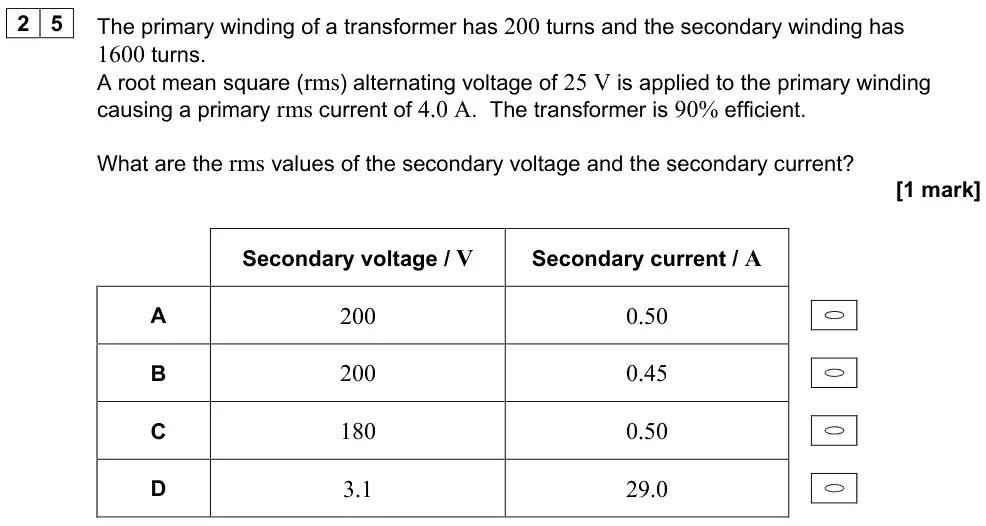 2 5 The primary winding of a transformer has 200 turns and the secondary winding has
1600 turns.
A root mean square (rms) alternating voltage of 25 V is applied to the primary winding
causing a primary rms current of 4.0 A. The transformer is 90% efficient.
What are the rms values of the secondary voltage and the secondary current?
[1 mark]
Secondary voltage / V Secondary current / A
A 200 0.50
B 200 0.45
C 180 0.50
D 3.1 29.0